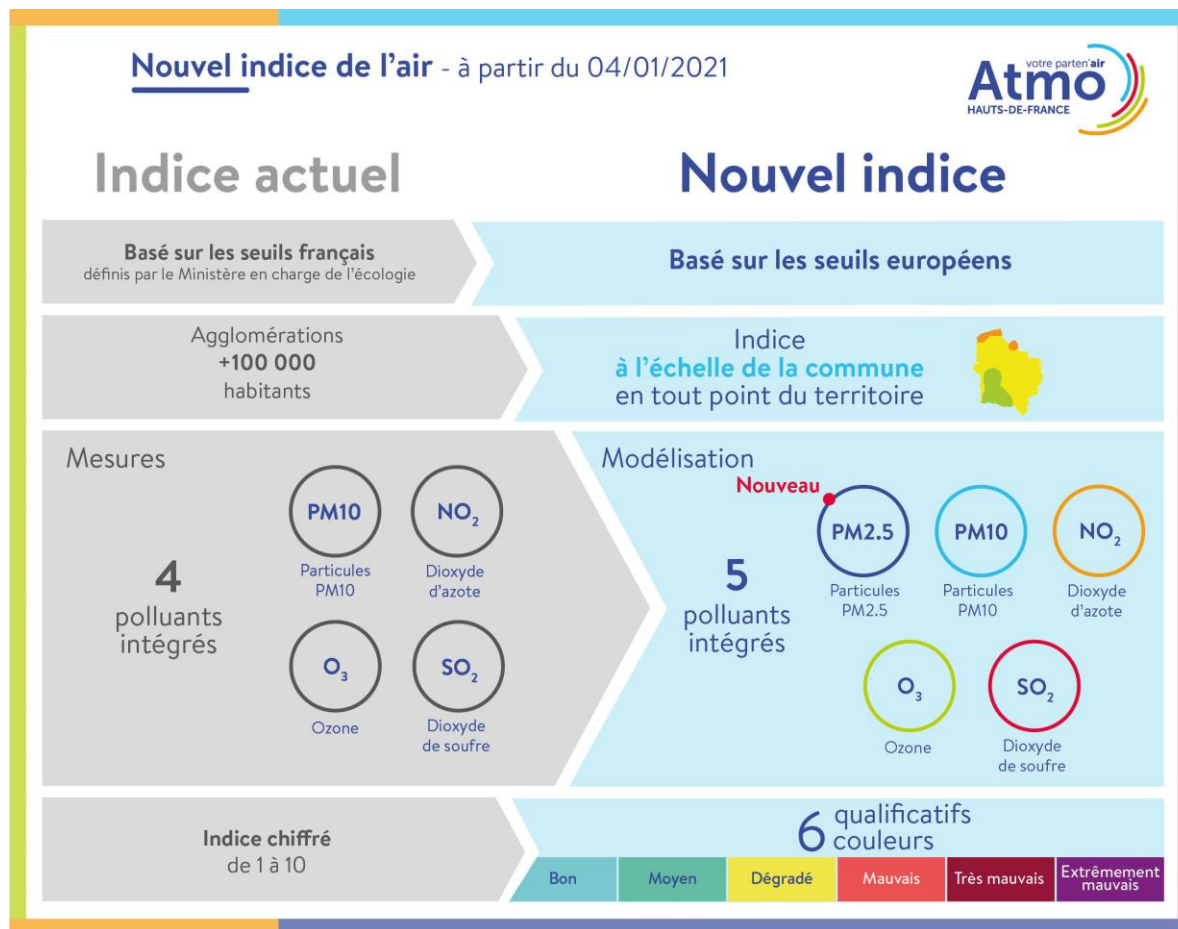 Nouvel indice de l'air - à partir du 04/01/2021
votre parten'air
Atmo
HAUTS-DE-FRANCE
Indice actuel
Nouvel indice
Basé sur les seuils français
définis par le Ministère en charge de l'écologie
Basé sur les seuils européens
Agglomérations
+100 000
habitants
Indice
à l'échelle de la commune
en tout point du territoire
Mesures
4
polluants
intégrés
PM10
Particules
PM10
NO₂
Dioxyde
d'azote
O₃
Ozone
SO₂
Dioxyde
de soufre
Modélisation
Nouveau
5
polluants
intégrés
PM2.5
Particules
PM2.5
PM10
Particules
PM10
NO₂
Dioxyde
d'azote
O₃
Ozone
SO₂
Dioxyde
de soufre
Indice chiffré
de 1 à 10
6 qualificatifs
couleurs
Bon
Moyen
Dégradé
Mauvais
Très mauvais
Extrêmement
mauvais